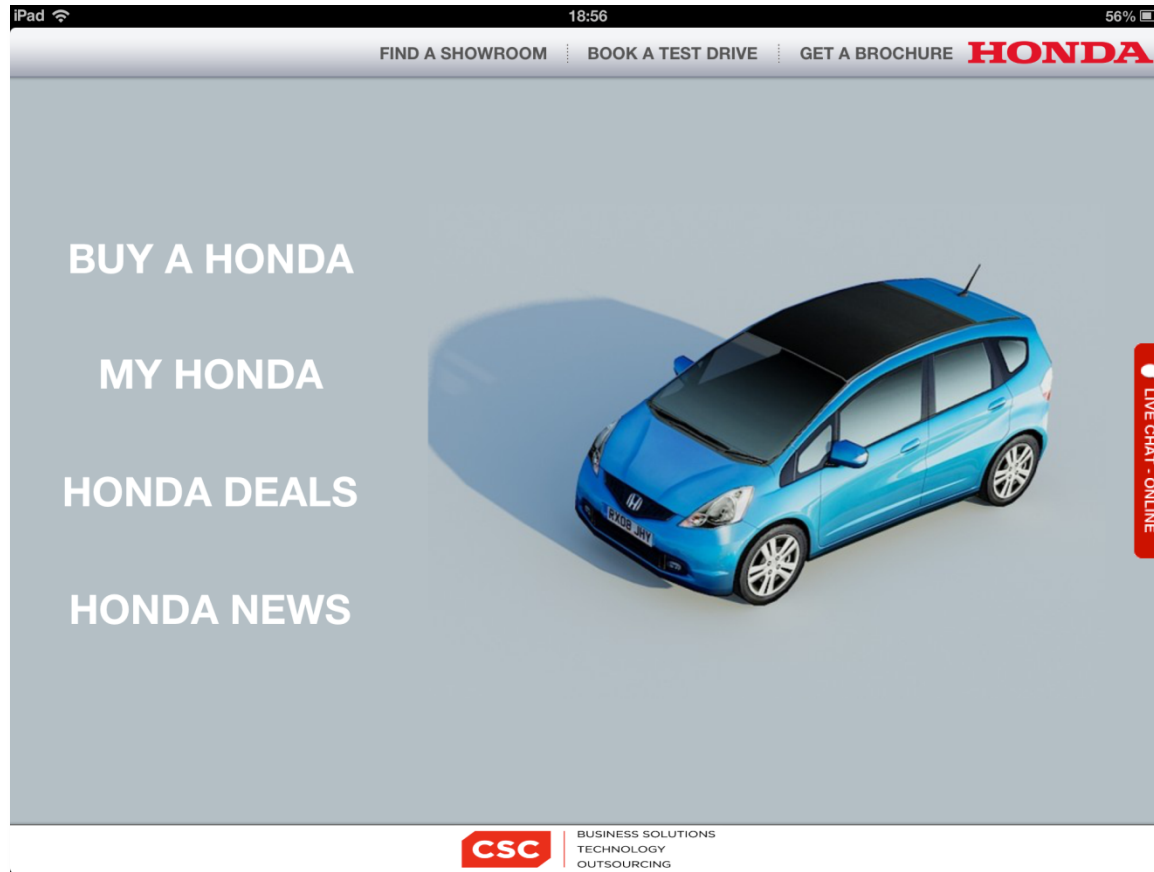 iPad 18:56 56%
FIND A SHOWROOM BOOK A TEST DRIVE GET A BROCHURE HONDA
BUY A HONDA
MY HONDA
HONDA DEALS
HONDA NEWS
RX08 JHY
LIVE CHAT - ONLINE
CSC
BUSINESS SOLUTIONS
TECHNOLOGY
OUTSOURCING